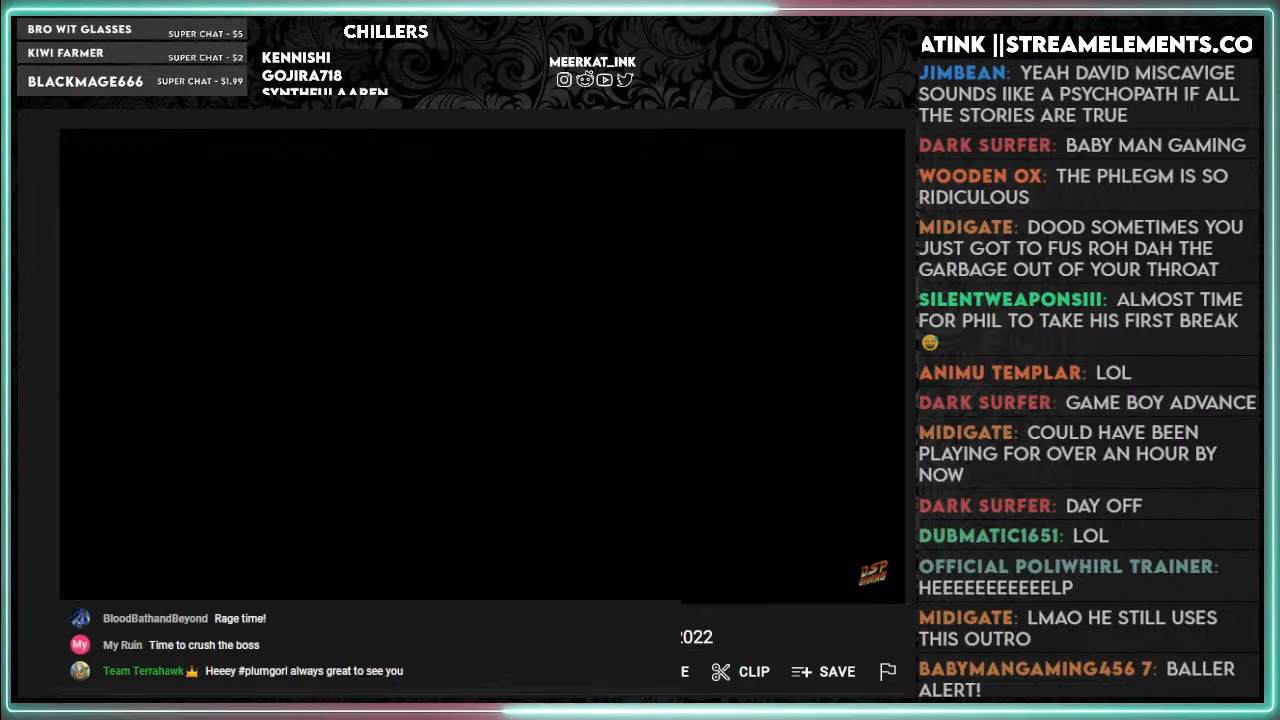 BRO WIT GLASSES SUPER CHAT - $5
KIWI FARMER SUPER CHAT - $2
BLACKMAGE666 SUPER CHAT - $1.99
CHILLERS
KENNISHI
GOJIRA718
SYNTHFULAAREN
MEERKAT_INK
ATINK ||STREAMELEMENTS.CO
JIMBEAN: YEAH DAVID MISCAVIGE
SOUNDS LIKE A PSYCHOPATH IF ALL
THE STORIES ARE TRUE
DARK SURFER: BABY MAN GAMING
WOODEN OX: THE PHLEGM IS SO
RIDICULOUS
MIDIGATE: DOOD SOMETIMES YOU
JUST GOT TO FUS ROH DAH THE
GARBAGE OUT OF YOUR THROAT
SILENTWEAPONSIII: ALMOST TIME
FOR PHIL TO TAKE HIS FIRST BREAK
😅
ANIMU TEMPLAR: LOL
DARK SURFER: GAME BOY ADVANCE
MIDIGATE: COULD HAVE BEEN
PLAYING FOR OVER AN HOUR BY
NOW
DARK SURFER: DAY OFF
DUBMATIC1651: LOL
OFFICIAL POLIWHIRL TRAINER:
HEEEEEEEEEEELP
MIDIGATE: LMAO HE STILL USES
THIS OUTRO
BABYMANGAMING456 7: BALLER
ALERT!
DSP
GAMING
BloodBathandBeyond Rage time!
My My Ruin Time to crush the boss
Team Terrahawk Heeey #plumgorl always great to see you
2022
E CLIP SAVE